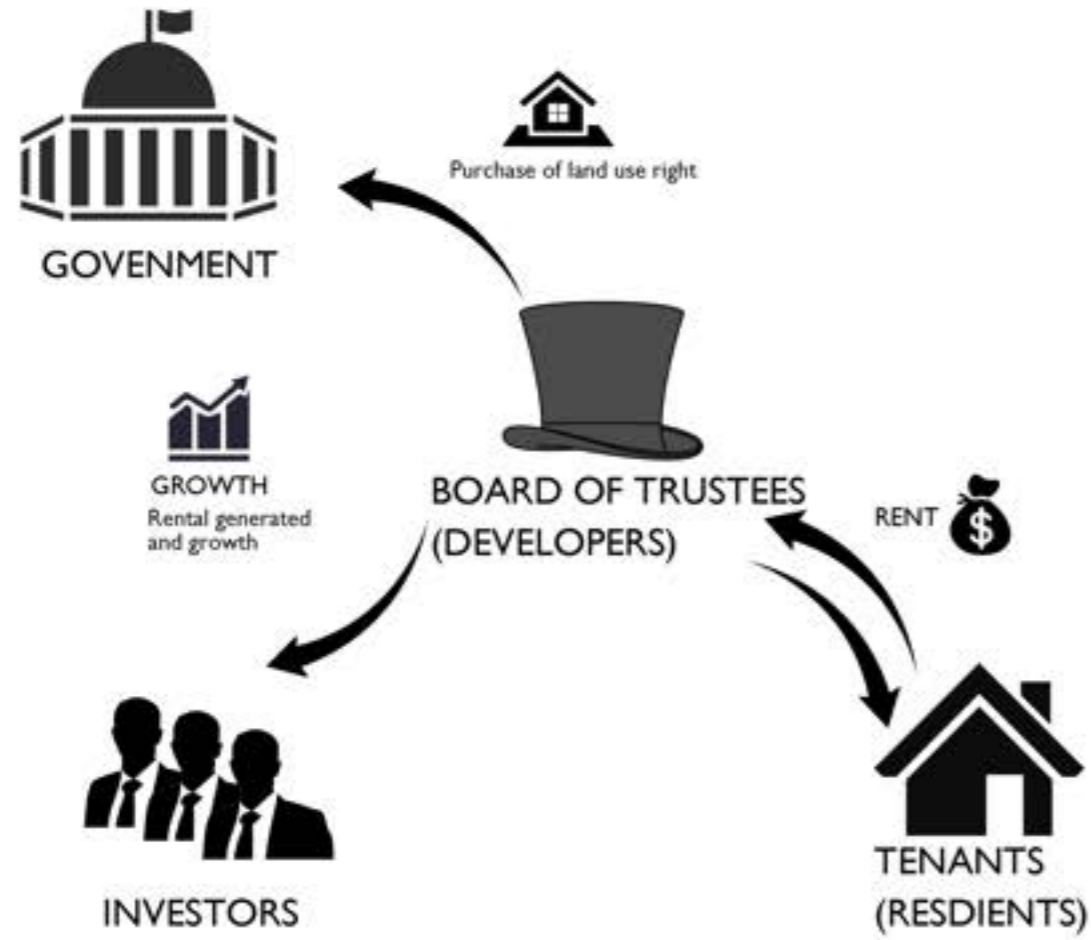 Purchase of land use right
GOVENMENT
GROWTH
Rental generated
and growth
BOARD OF TRUSTEES
(DEVELOPERS)
RENT
$
TENANTS
(RESDIENTS)
INVESTORS